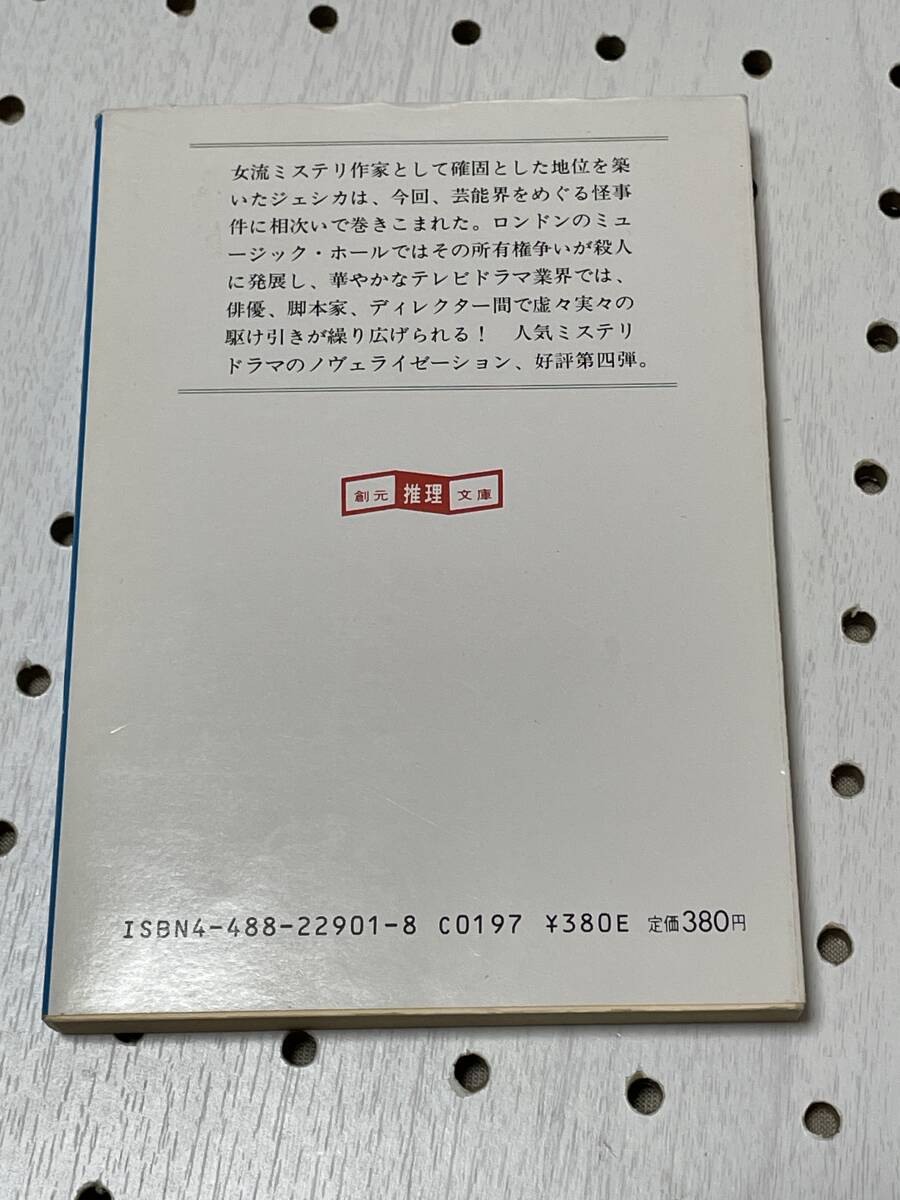 女流ミステリ作家として確固とした地位を築
いたジェシカは、今回、芸能界をめぐる怪事
件に相次いで巻きこまれた。ロンドンのミュ
ージック・ホールではその所有権争いが殺人
に発展し、華やかなテレビドラマ業界では、
俳優、脚本家、ディレクター間で虚々実々の
駆け引きが繰り広げられる！　人気ミステリ
ドラマのノヴェライゼーション、好評第四弾。
創元 推理 文庫
ISBN4-488-22901-8 C0197 ¥380E 定価380円